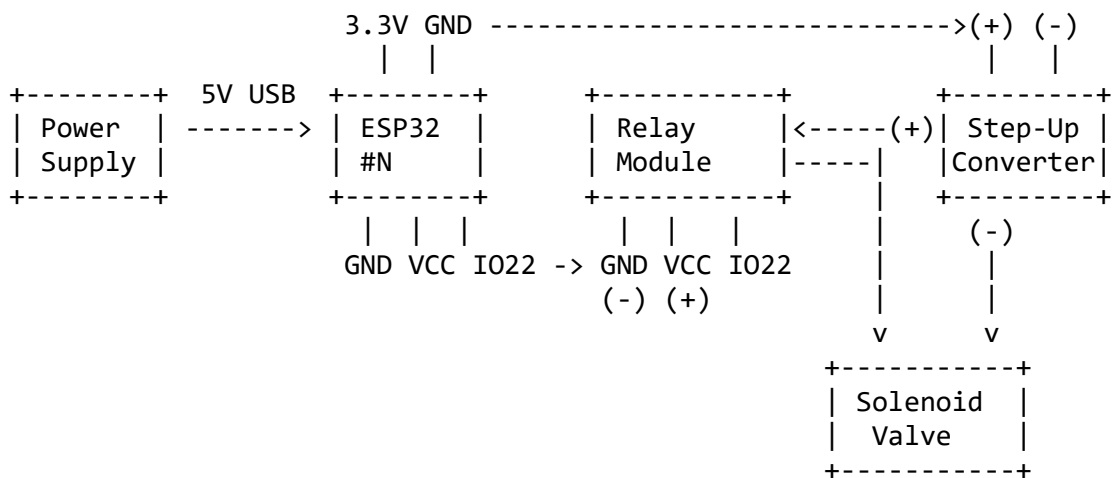 3.3V GND ----------------------------->(+) (-)
5V USB
Power -------> ESP32 Relay <-----(+) Step-Up
Supply #N Module -----| Converter
(-)
GND VCC IO22 -> GND VCC IO22
(-) (+)
v v
Solenoid
Valve